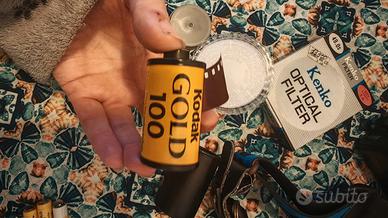 Kodak
GOLD
100
Kenko
OPTICAL
FILTER
subito